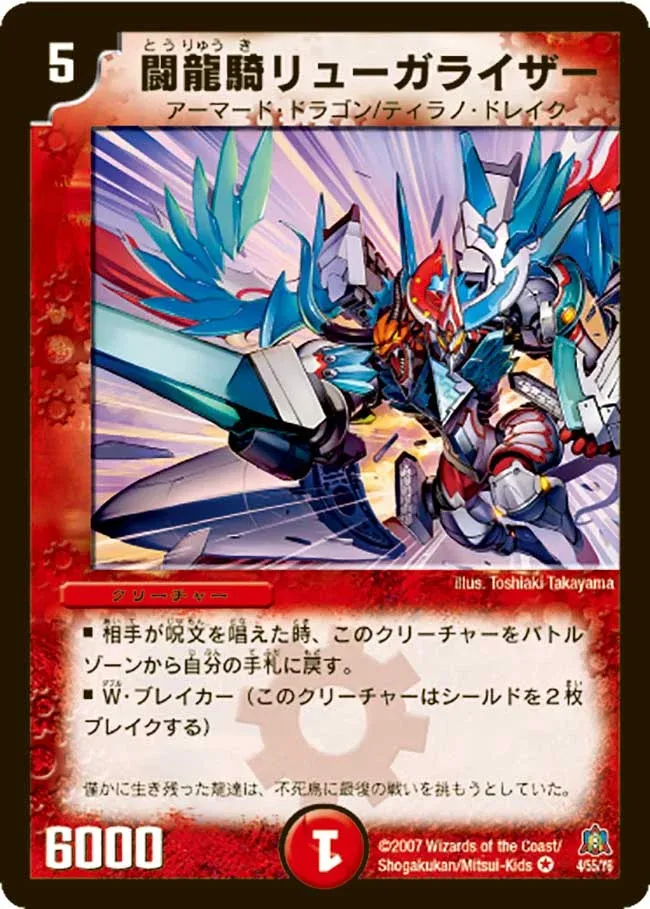 5
とうりゅうき
闘龍騎リューガライザー
アーマード・ドラゴン/ティラノ・ドレイク
illus. Toshiaki Takayama
クリーチャー
■ 相手が呪文を唱えた時、このクリーチャーをバトル
ゾーンから自分の手札に戻す。
■ W・ブレイカー（このクリーチャーはシールドを２枚
ブレイクする）
僅かに生き残った龍達は、不死鳥に最後の戦いを挑もうとしていた。
6000
1
©2007 Wizards of the Coast/
Shogakukan/Mitsui-Kids
4/55/Y6